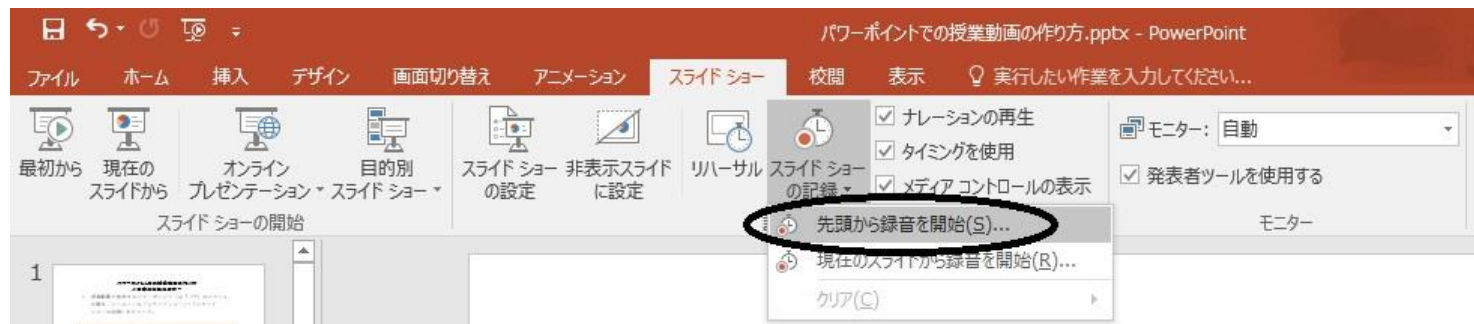 パワーポイントでの授業動画の作り方.pptx - PowerPoint
ファイル ホーム 挿入 デザイン 画面切り替え アニメーション スライド ショー 校閲 表示 実行したい作業を入力してください...
最初から
現在の
スライドから
オンライン
プレゼンテーション
目的別
スライド ショー
スライド ショーの開始
スライド ショー
の設定
非表示スライド
に設定
リハーサル
スライド ショー
の記録
ナレーションの再生
タイミングを使用
メディア コントロールの表示
先頭から録音を開始(S)...
現在のスライドから録音を開始(R)...
クリア(C)
モニター: 自動
発表者ツールを使用する
モニター
1